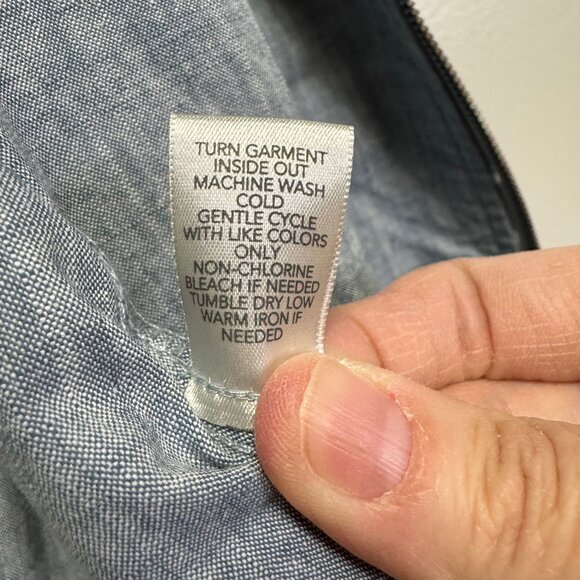 TURN GARMENT
INSIDE OUT
MACHINE WASH
COLD
GENTLE CYCLE
WITH LIKE COLORS
ONLY
NON-CHLORINE
BLEACH IF NEEDED
TUMBLE DRY LOW
WARM IRON IF
NEEDED